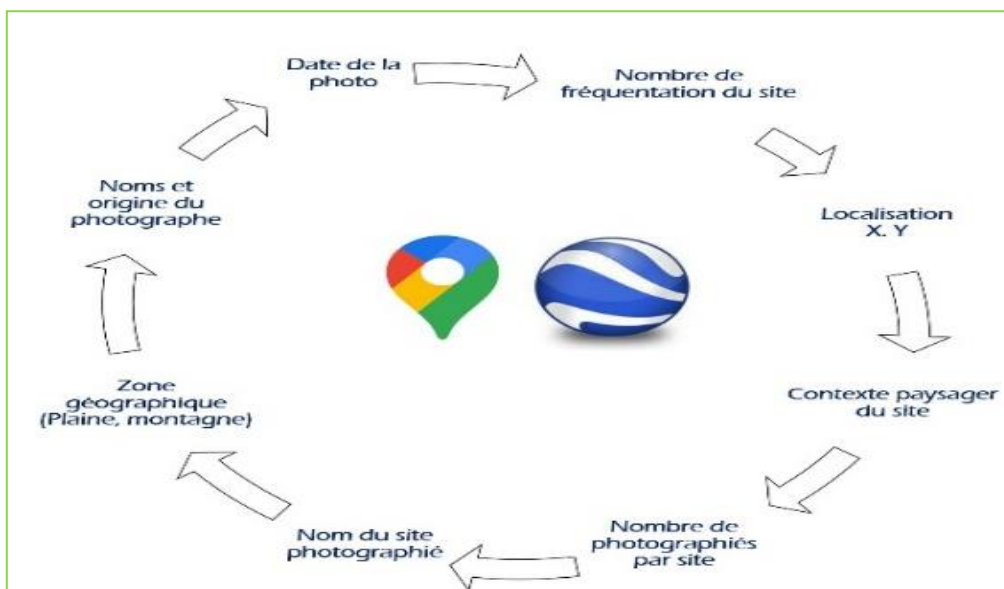 Date de la
photo
Nombre de
fréquentation du site
Localisation
X. Y
Contexte paysager
du site
Nombre de
photographiés
par site
Nom du site
photographié
Zone
géographique
(Plaine, montagne)
Noms et
origine du
photographe